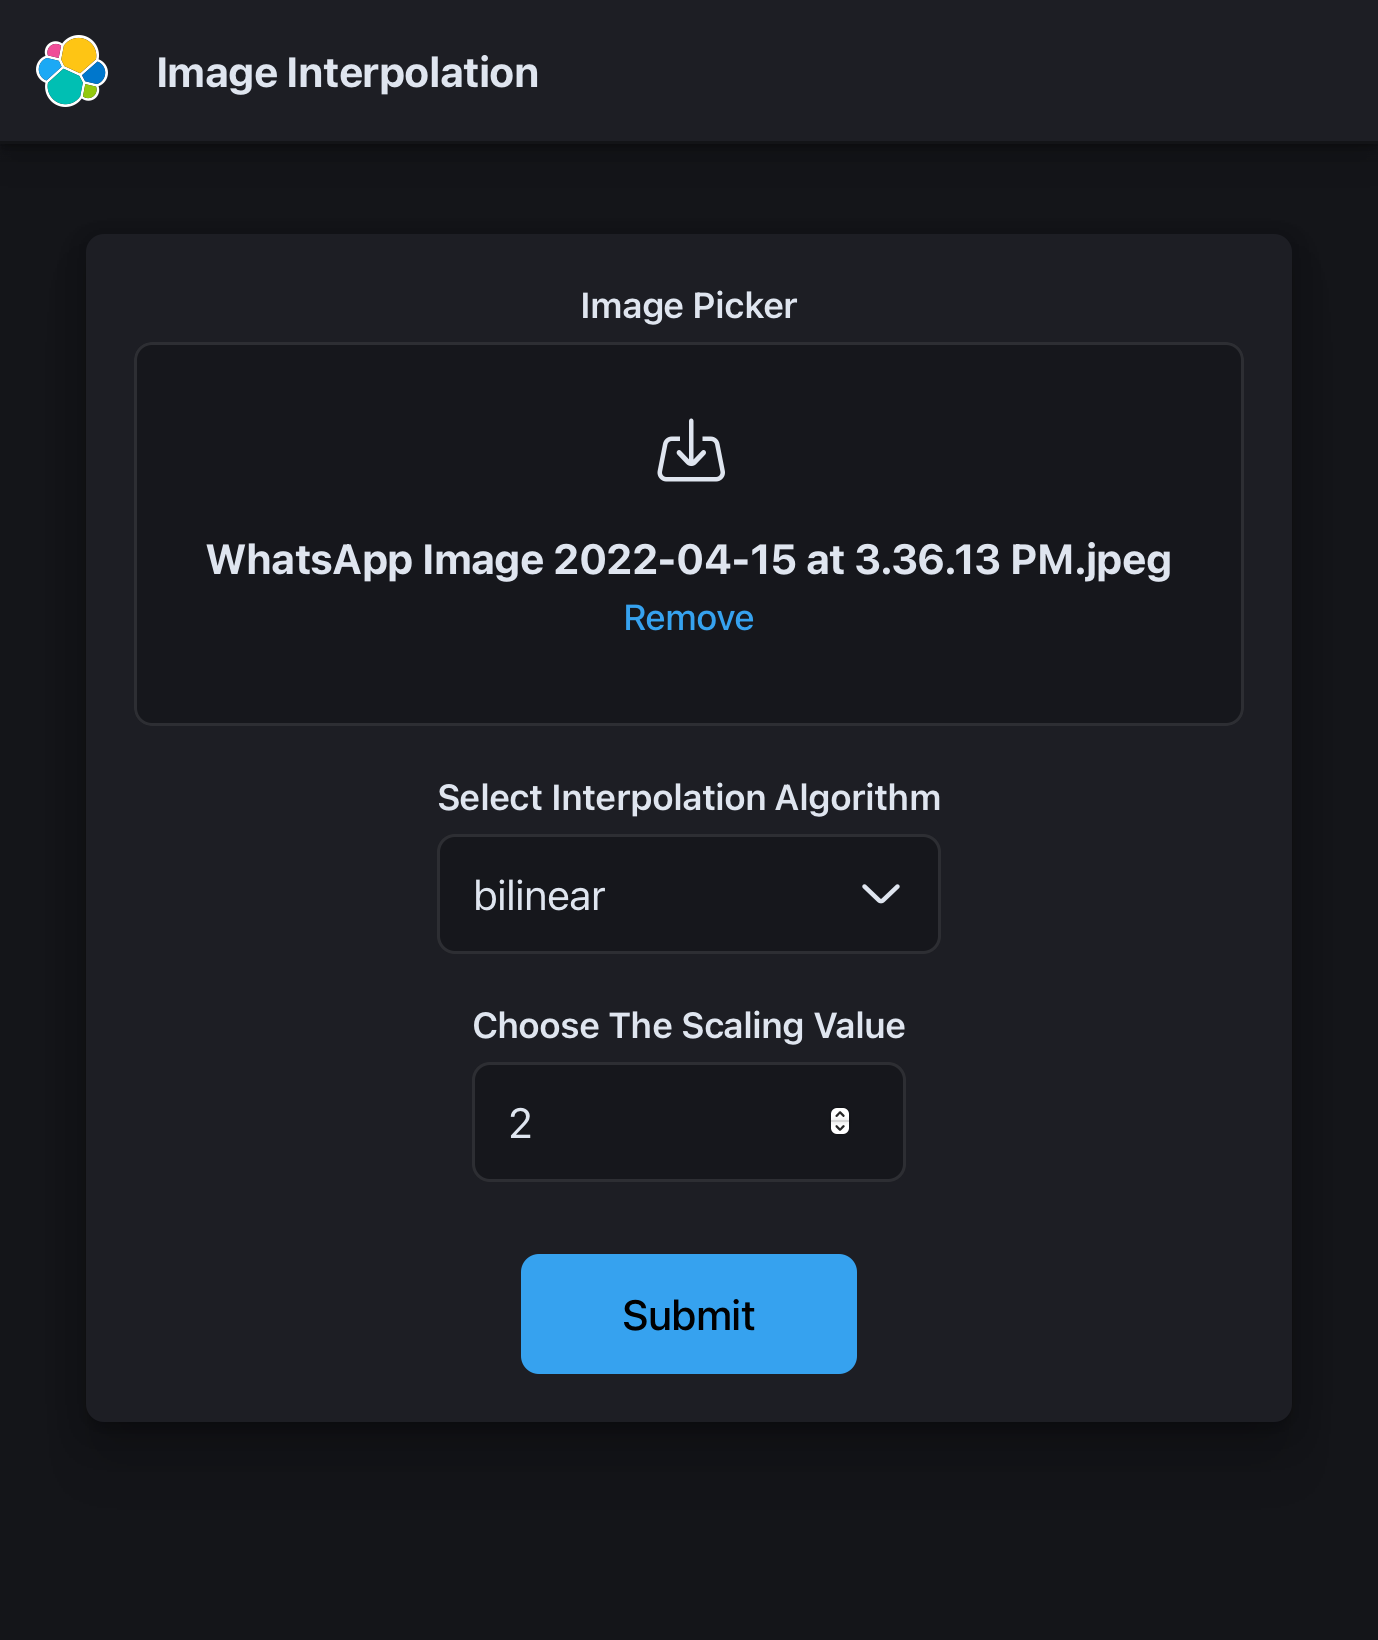 Image Interpolation
Image Picker
WhatsApp Image 2022-04-15 at 3.36.13 PM.jpeg
Remove
Select Interpolation Algorithm
bilinear
Choose The Scaling Value
2
Submit